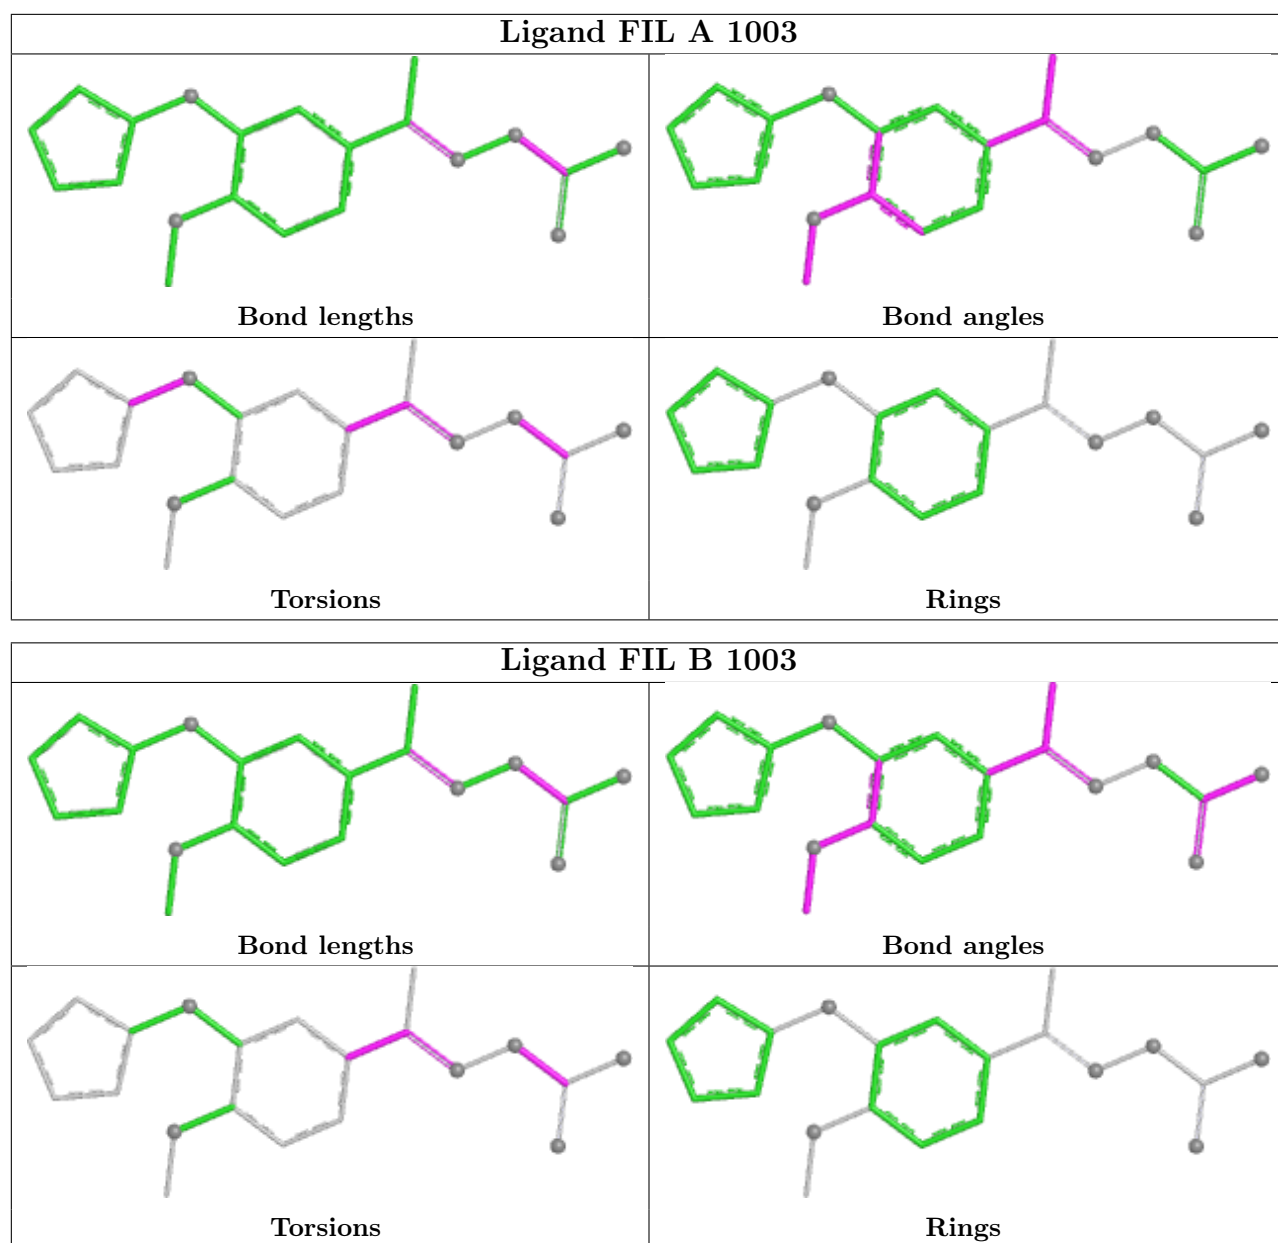 Ligand FIL A 1003
Bond lengths
Bond angles
Torsions
Rings
Ligand FIL B 1003
Bond lengths
Bond angles
Torsions
Rings